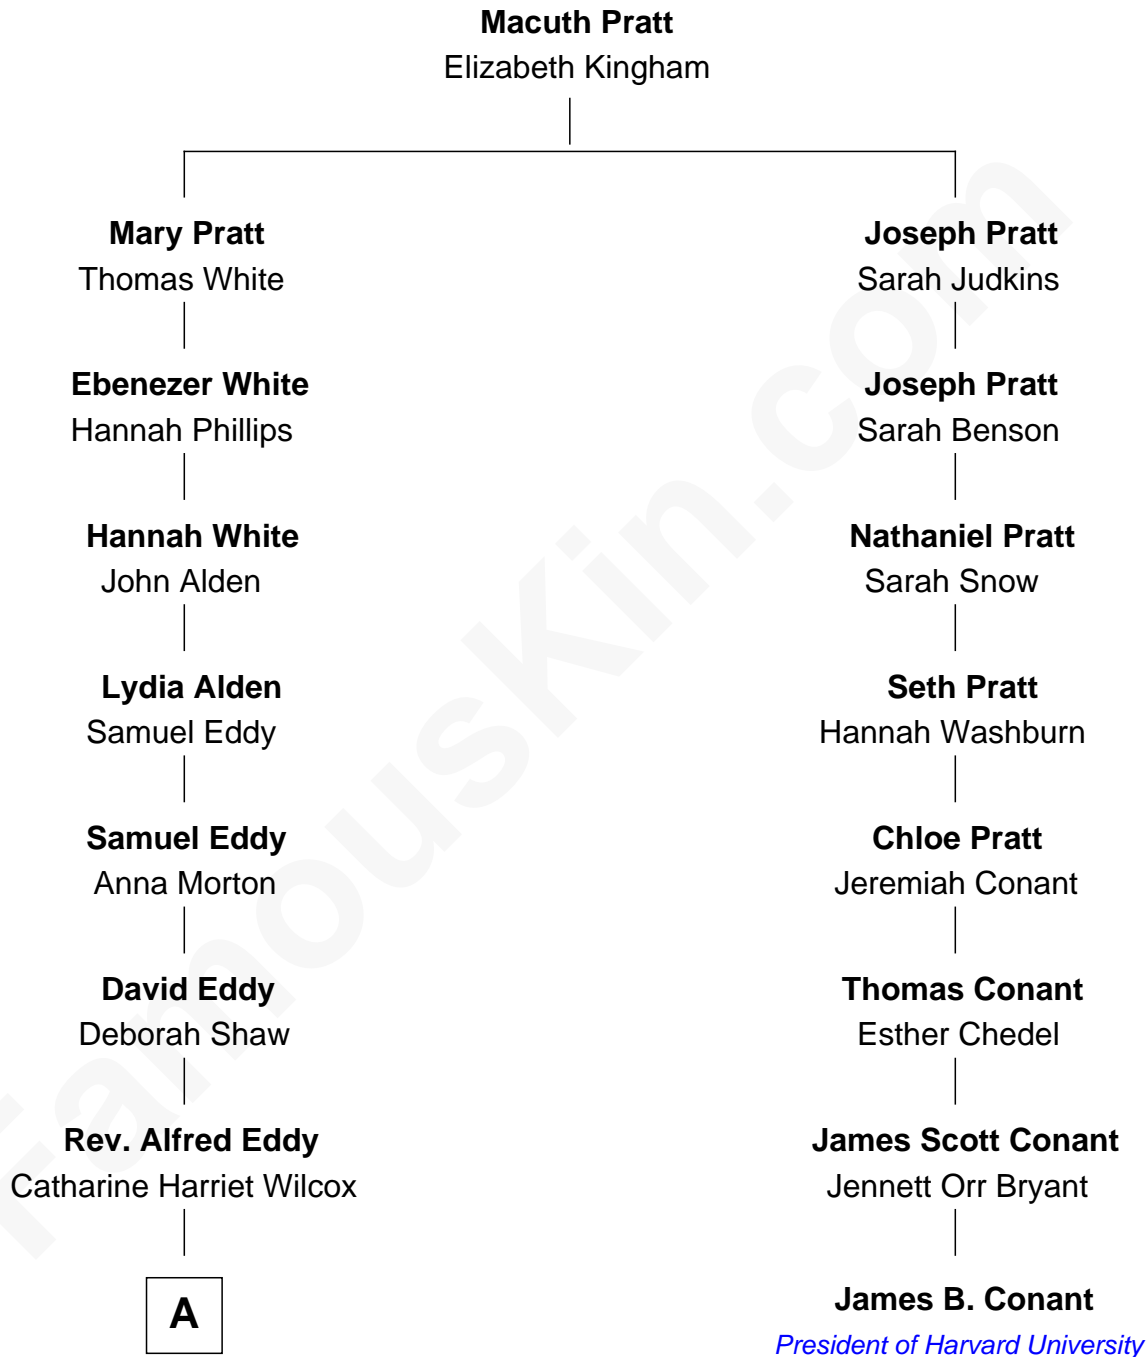 Macuth Pratt
Elizabeth Kingham
Mary Pratt
Thomas White
Joseph Pratt
Sarah Judkins
Ebenezer White
Hannah Phillips
Joseph Pratt
Sarah Benson
Hannah White
John Alden
Nathaniel Pratt
Sarah Snow
Lydia Alden
Samuel Eddy
Seth Pratt
Hannah Washburn
Samuel Eddy
Anna Morton
Chloe Pratt
Jeremiah Conant
David Eddy
Deborah Shaw
Thomas Conant
Esther Chedel
Rev. Alfred Eddy
Catharine Harriet Wilcox
James Scott Conant
Jennett Orr Bryant
A
James B. Conant
President of Harvard University
FamousKin.com